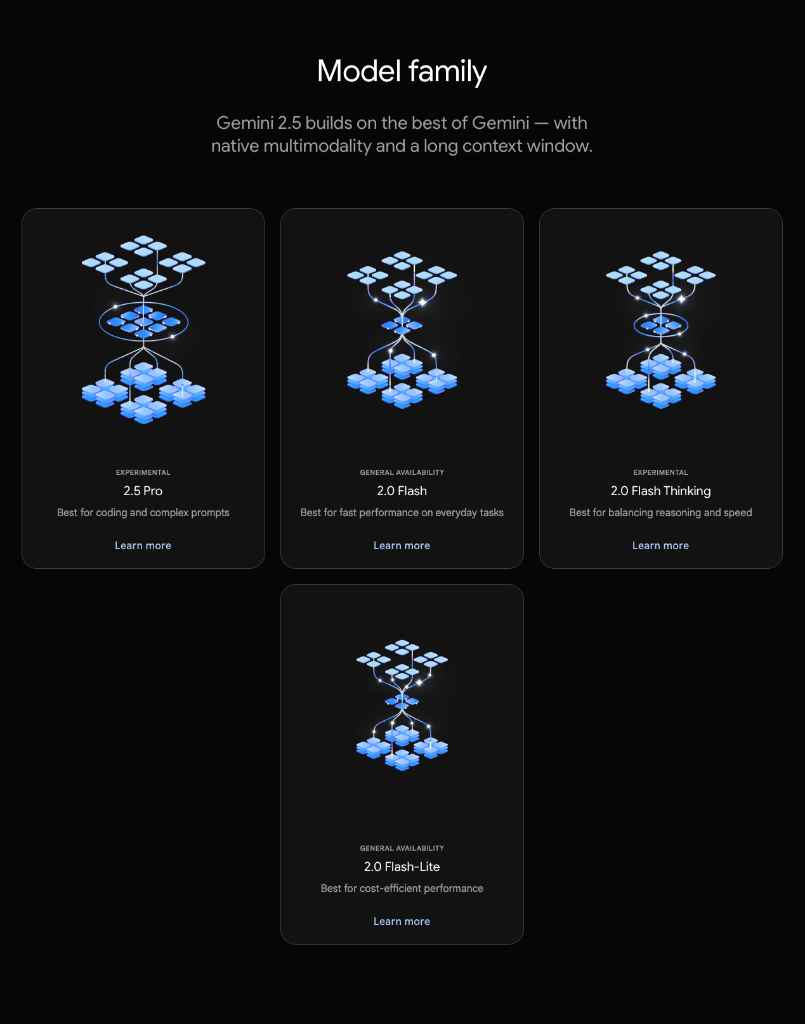 Model family
Gemini 2.5 builds on the best of Gemini — with
native multimodality and a long context window.
EXPERIMENTAL
2.5 Pro
Best for coding and complex prompts
Learn more
GENERAL AVAILABILITY
2.0 Flash
Best for fast performance on everyday tasks
Learn more
EXPERIMENTAL
2.0 Flash Thinking
Best for balancing reasoning and speed
Learn more
GENERAL AVAILABILITY
2.0 Flash-Lite
Best for cost-efficient performance
Learn more